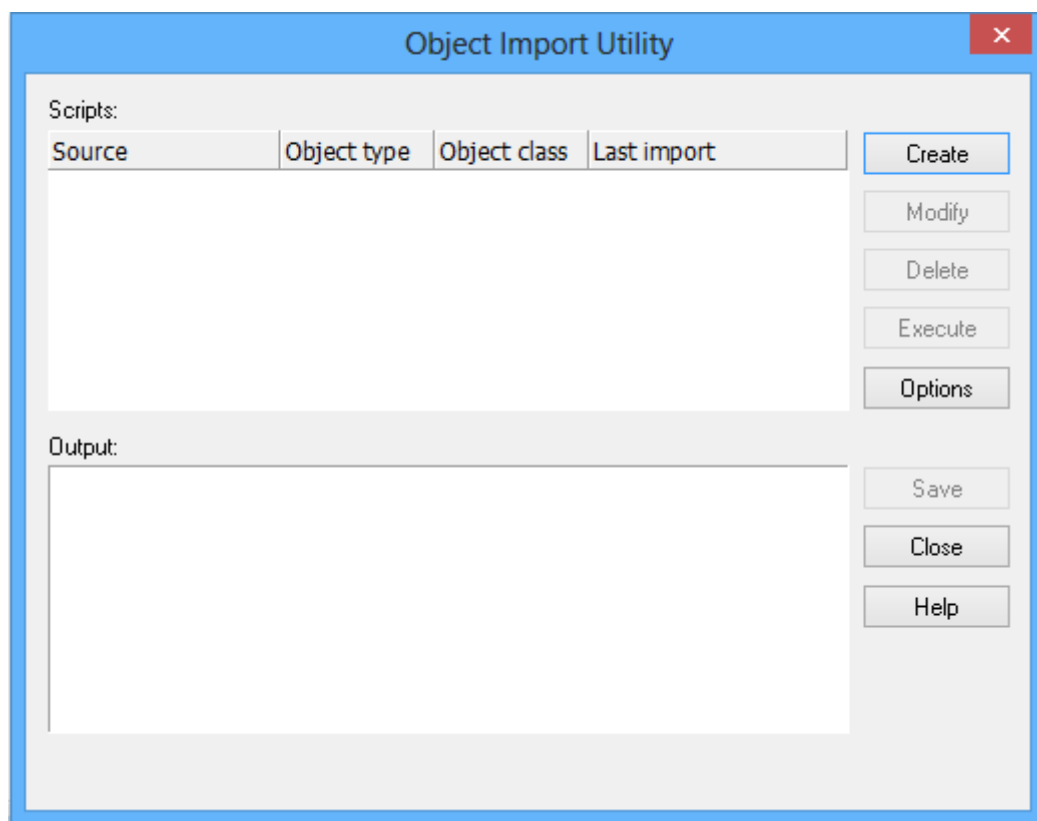 Object Import Utility
Scripts:
Source Object type Object class Last import
Create
Modify
Delete
Execute
Options
Output:
Save
Close
Help